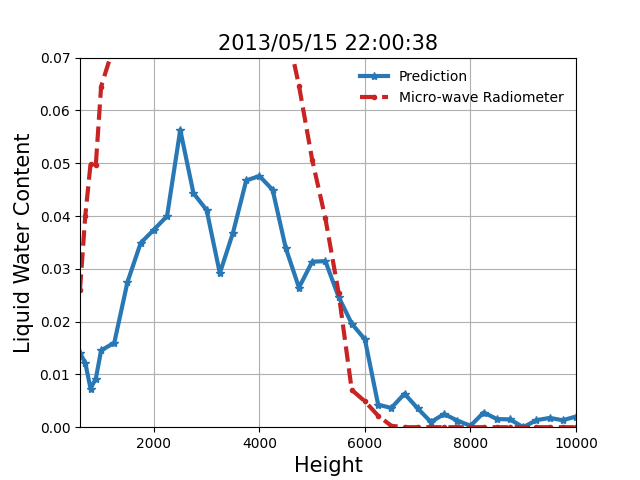 2013/05/15 22:00:38
Liquid Water Content
0.07
0.06
0.05
0.04
0.03
0.02
0.01
0.00
Prediction
Micro-wave Radiometer
2000 4000 6000 8000 10000
Height